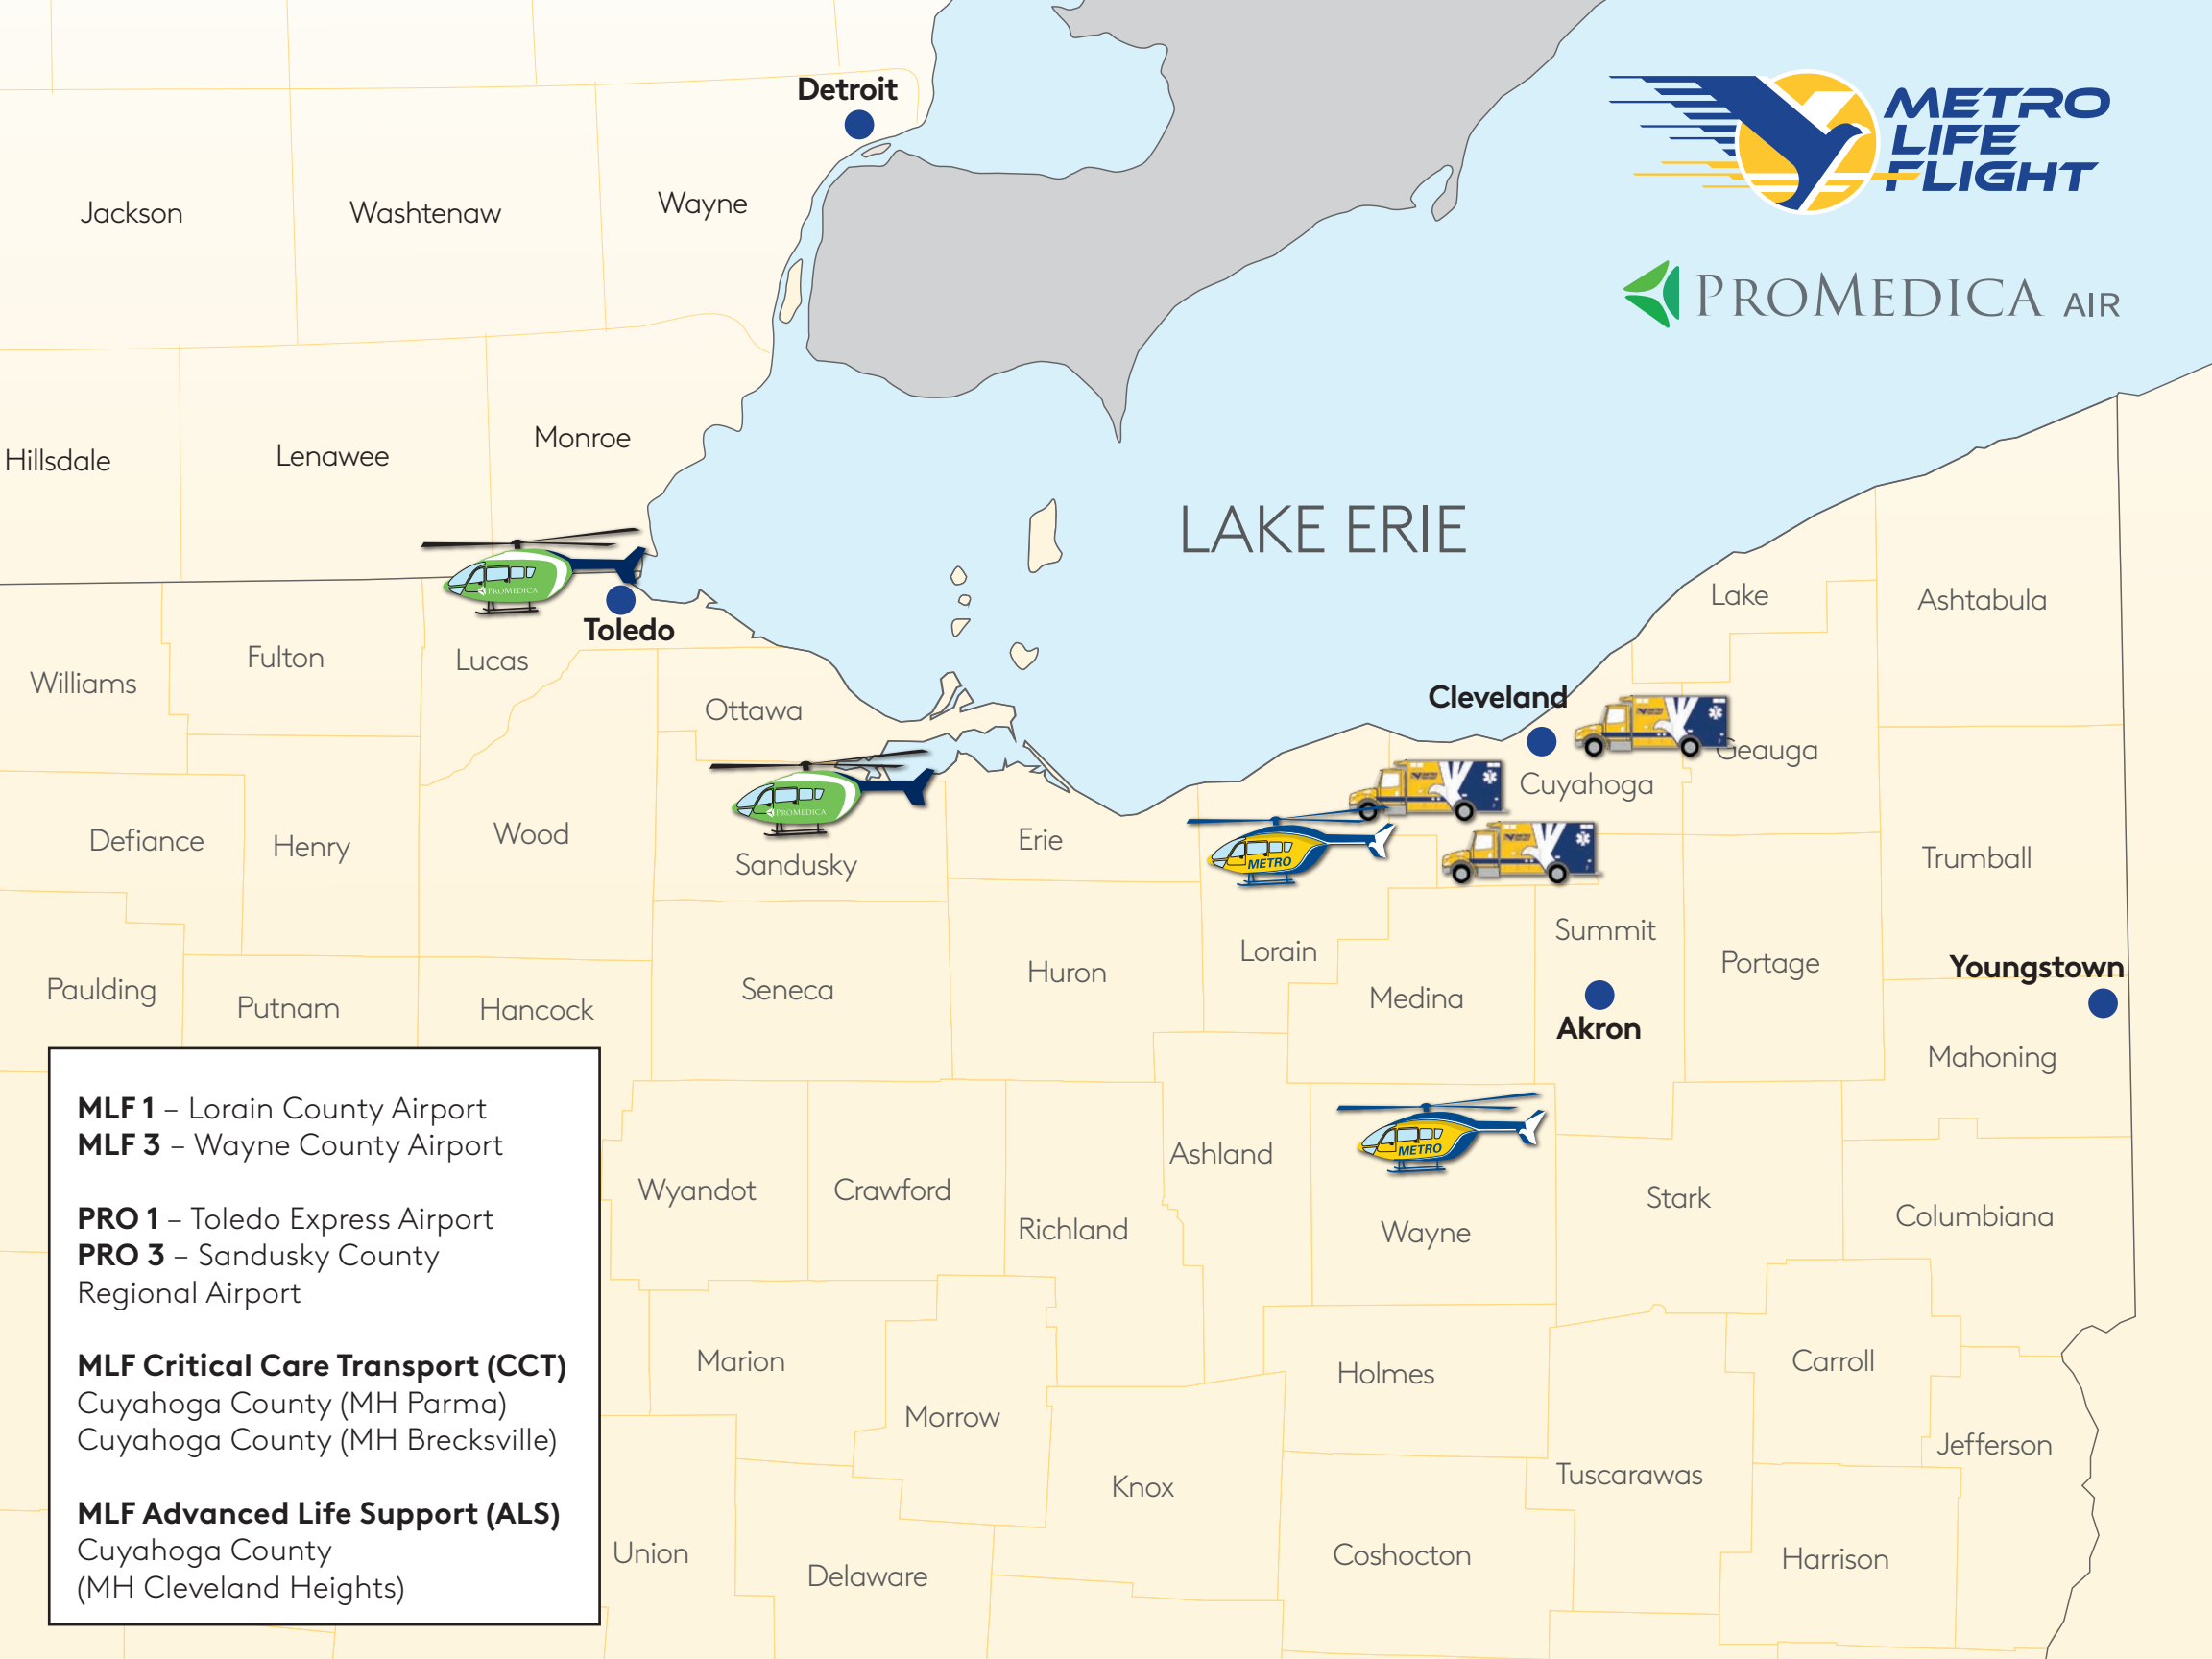 Detroit
METRO
LIFE
FLIGHT
Jackson
Washtenaw
Wayne
PROMEDICA AIR
Hillsdale
Lenawee
Monroe
LAKE ERIE
PROMEDICA
Toledo
Lake
Ashtabula
Williams
Fulton
Lucas
Ottawa
Cleveland
Geauga
Cuyahoga
PROMEDICA
Defiance
Henry
Wood
Sandusky
Erie
METRO
Trumball
Summit
Lorain
Portage
Youngstown
Paulding
Putnam
Hancock
Seneca
Huron
Medina
Akron
Mahoning
METRO
Ashland
Wyandot
Crawford
Richland
Wayne
Stark
Columbiana
Marion
Holmes
Carroll
Morrow
Jefferson
Knox
Tuscarawas
Union
Delaware
Coshocton
Harrison
MLF 1 – Lorain County Airport
MLF 3 – Wayne County Airport
PRO 1 – Toledo Express Airport
PRO 3 – Sandusky County
Regional Airport
MLF Critical Care Transport (CCT)
Cuyahoga County (MH Parma)
Cuyahoga County (MH Brecksville)
MLF Advanced Life Support (ALS)
Cuyahoga County
(MH Cleveland Heights)